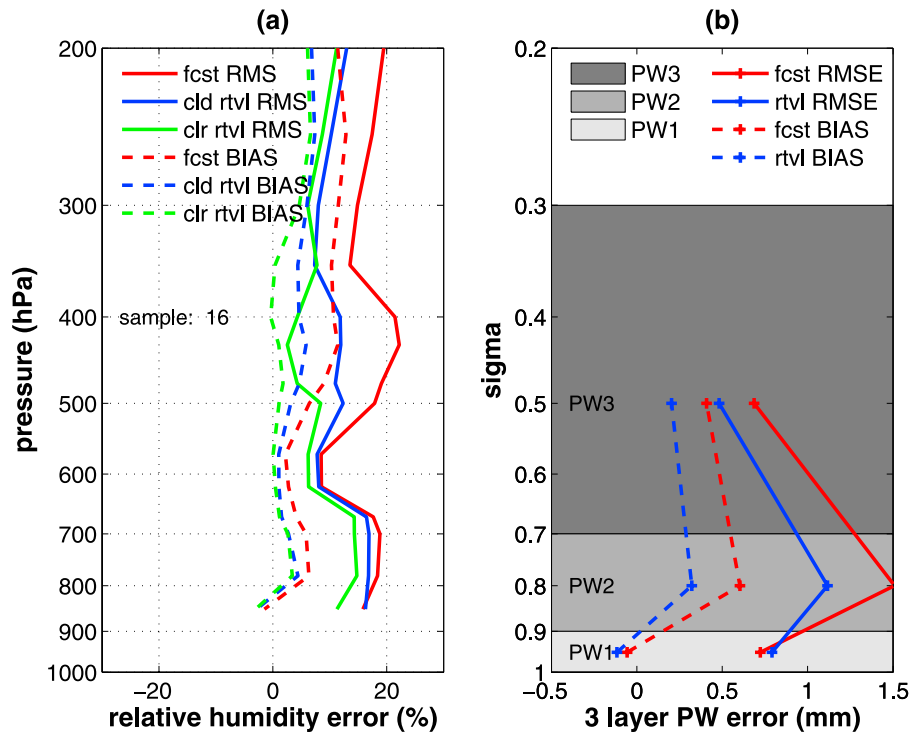 (a)
200
300
400
500
600
700
800
900
1000
pressure (hPa)
fcst RMS
cld rtvl RMS
clr rtvl RMS
fcst BIAS
cld rtvl BIAS
clr rtvl BIAS
sample: 16
−20
0
20
relative humidity error (%)
(b)
0.2
0.3
0.4
0.5
0.6
0.7
0.8
0.9
1
sigma
PW3
PW2
PW1
fcst RMSE
rtvl RMSE
fcst BIAS
rtvl BIAS
PW3
PW2
PW1
−0.5
0
0.5
1
1.5
3 layer PW error (mm)